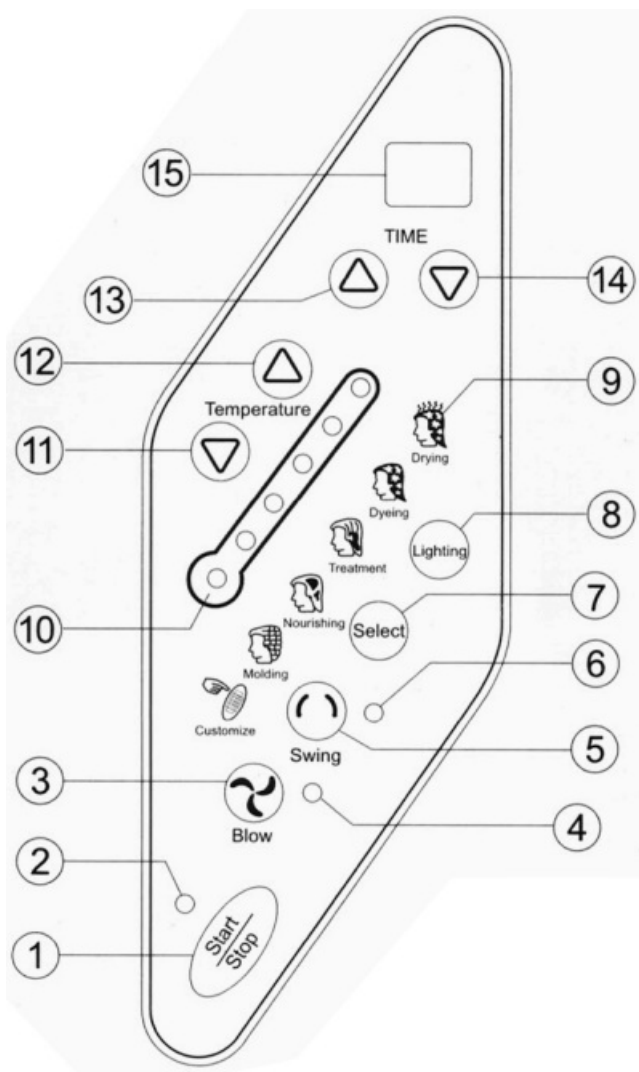 15
TIME
13
14
12
Temperature
11
9
Drying
Dyeing
8
Lighting
Treatment
7
10
Nourishing
Select
Molding
6
Customize
Swing
5
3
Blow
4
2
1
Start
Stop